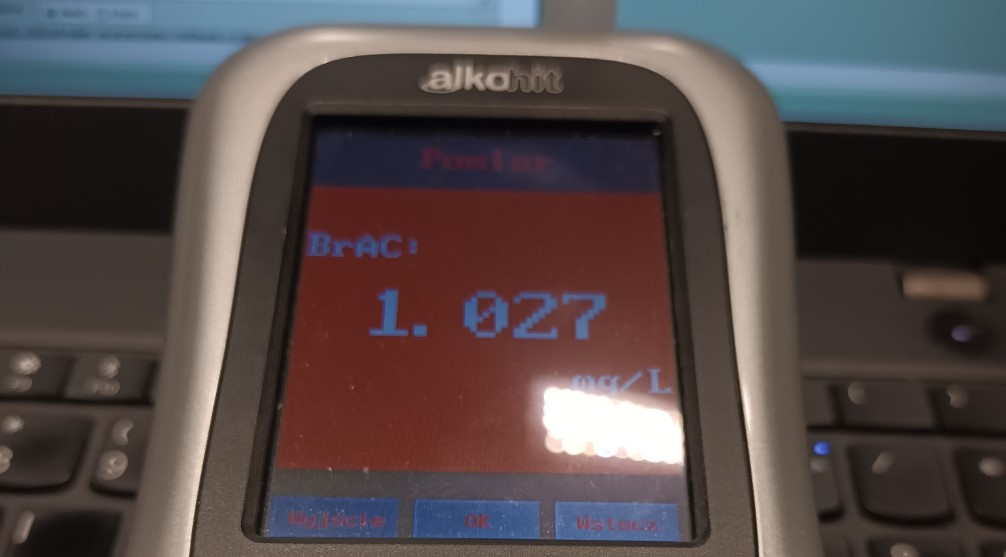 alkohit
Pomiar
BrAC:
1.027
mg/L
Wyjście OK Wstecz